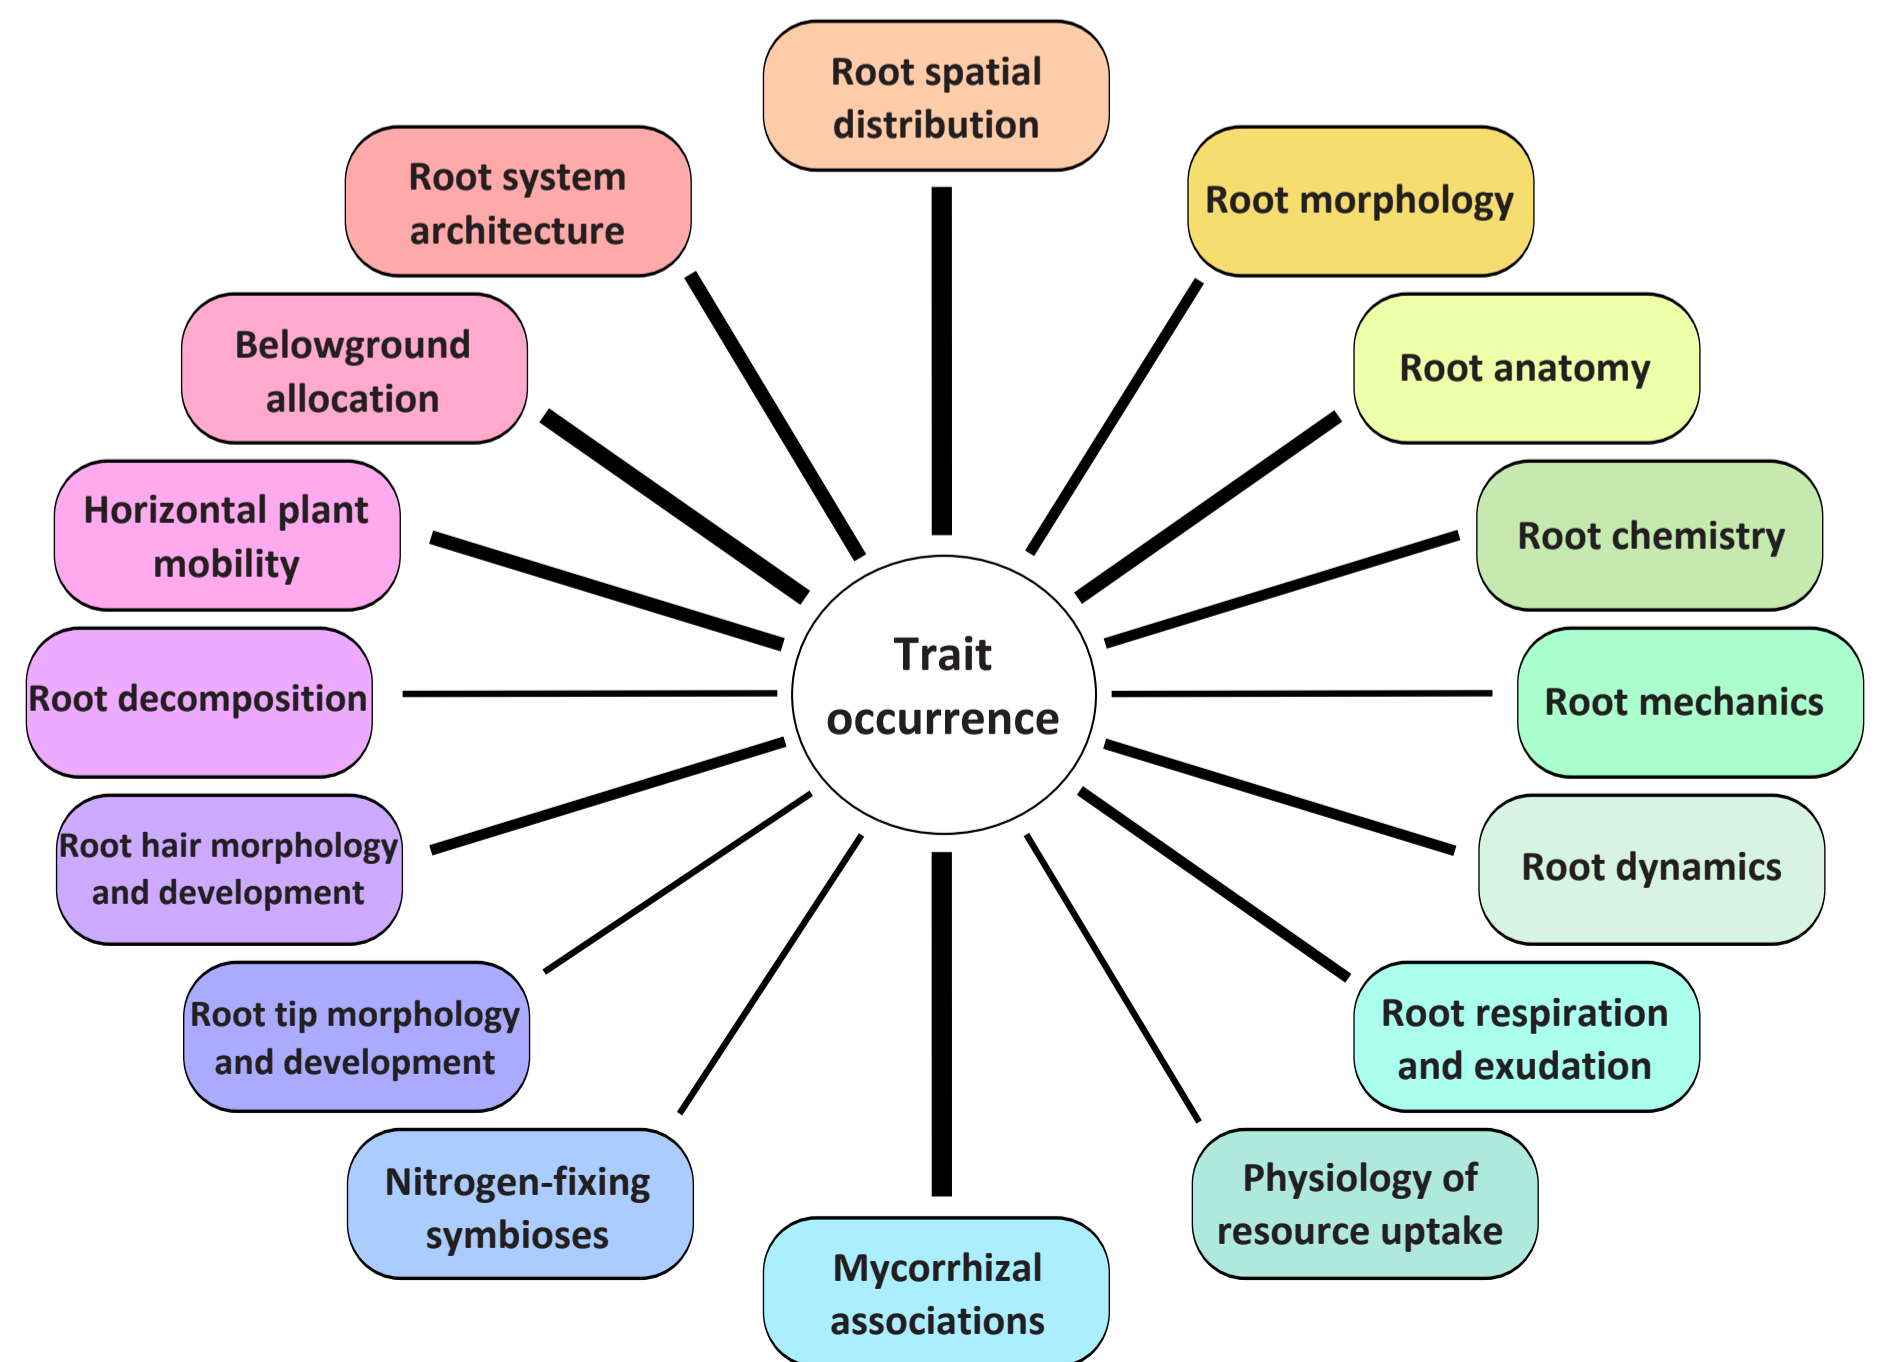 Root spatial
distribution
Root system
architecture
Root morphology
Belowground
allocation
Root anatomy
Horizontal plant
mobility
Root chemistry
Trait
occurrence
Root decomposition
Root mechanics
Root hair morphology
and development
Root dynamics
Root tip morphology
and development
Root respiration
and exudation
Nitrogen-fixing
symbioses
Physiology of
resource uptake
Mycorrhizal
associations